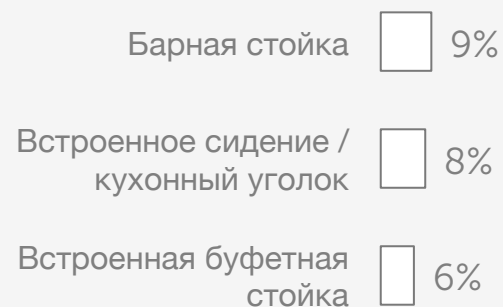 Барная стойка 9%
Встроенное сидение /
кухонный уголок 8%
Встроенная буфетная
стойка 6%